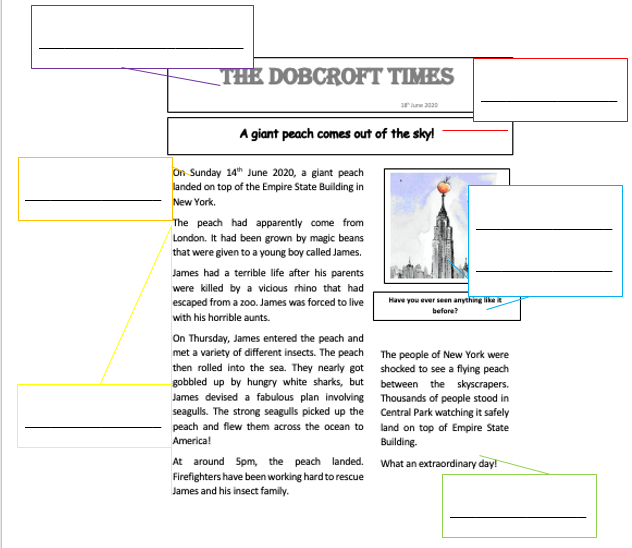 THE DOBCROFT TIMES
18th June 2020
A giant peach comes out of the sky!
On Sunday 14th June 2020, a giant peach
landed on top of the Empire State Building in
New York.
The peach had apparently come from
London. It had been grown by magic beans
that were given to a young boy called James.
James had a terrible life after his parents
were killed by a vicious rhino that had
escaped from a zoo. James was forced to live
with his horrible aunts.
On Thursday, James entered the peach and
met a variety of different insects. The peach
then rolled into the sea. They nearly got
gobbled up by hungry white sharks, but
James devised a fabulous plan involving
seagulls. The strong seagulls picked up the
peach and flew them across the ocean to
America!
At around 5pm, the peach landed.
Firefighters have been working hard to rescue
James and his insect family.
Have you ever seen anything like it
before?
The people of New York were
shocked to see a flying peach
between the skyscrapers.
Thousands of people stood in
Central Park watching it safely
land on top of Empire State
Building.
What an extraordinary day!